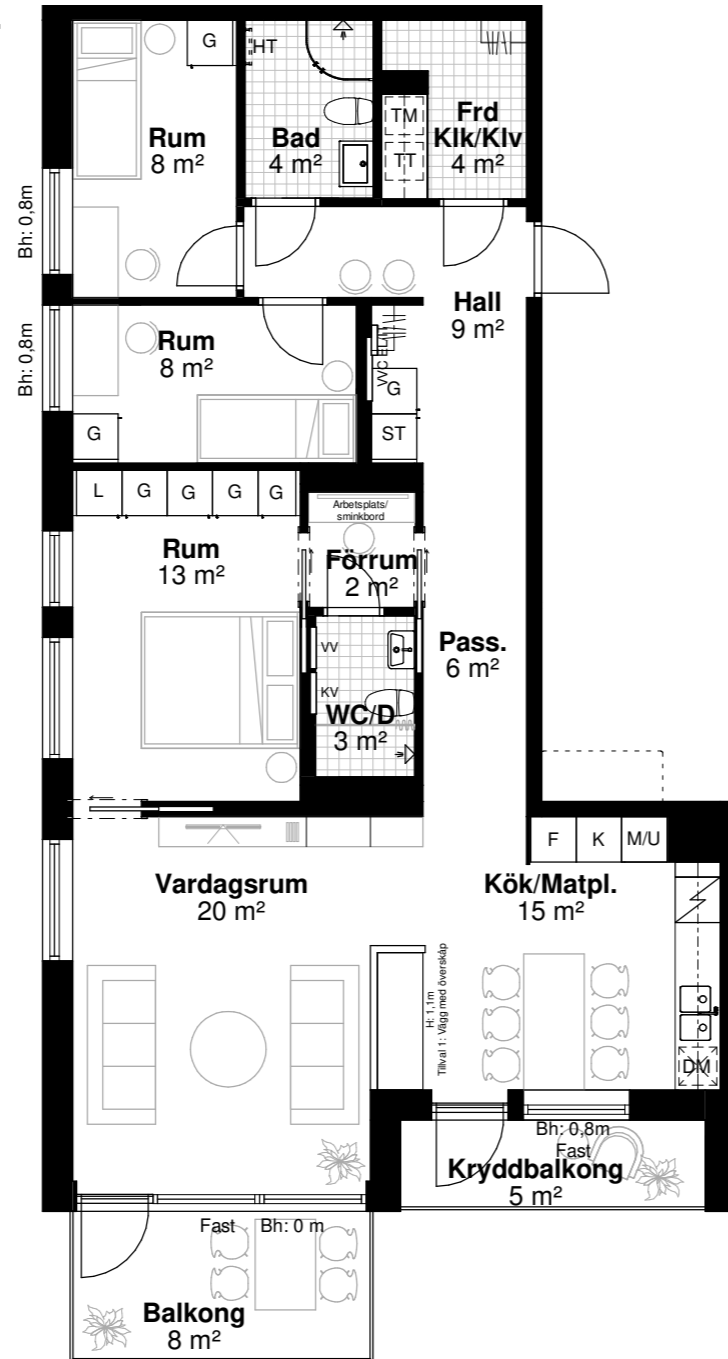 G
HT
Rum
8 m²
Bad
4 m²
TM
TT
Frd
Klk/Klv
4 m²
Bh: 0,8m
Hall
9 m²
Bh: 0,8m
Rum
8 m²
G
G
ST
L G G G G
Arbetsplats/
sminkbord
Rum
13 m²
Förrum
2 m²
VV
KV
WC/D
3 m²
Pass.
6 m²
F K M/U
Vardagsrum
20 m²
Kök/Matpl.
15 m²
H: 1,1m
Tillval 1: Vägg med överskåp
DM
Bh: 0,8m
Fast
Kryddbalkong
5 m²
Fast Bh: 0 m
Balkong
8 m²